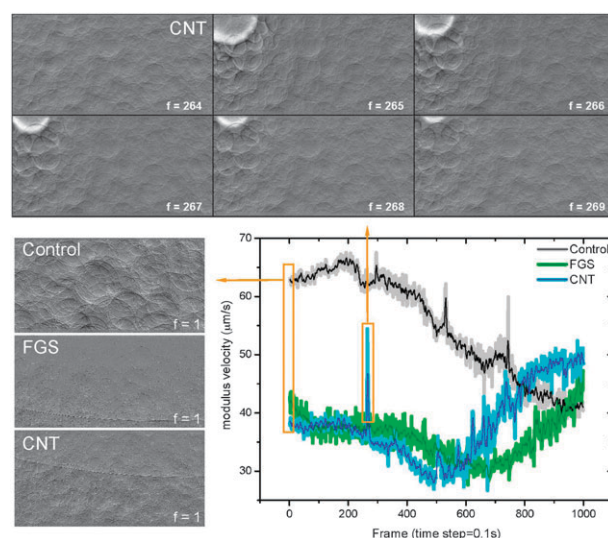 CNT
f = 264
f = 265
f = 266
f = 267
f = 268
f = 269
Control
f = 1
FGS
f = 1
CNT
f = 1
70
60
50
40
30
modulus velocity (μm/s)
Control
FGS
CNT
0 200 400 600 800 1000
Frame (time step=0.1s)